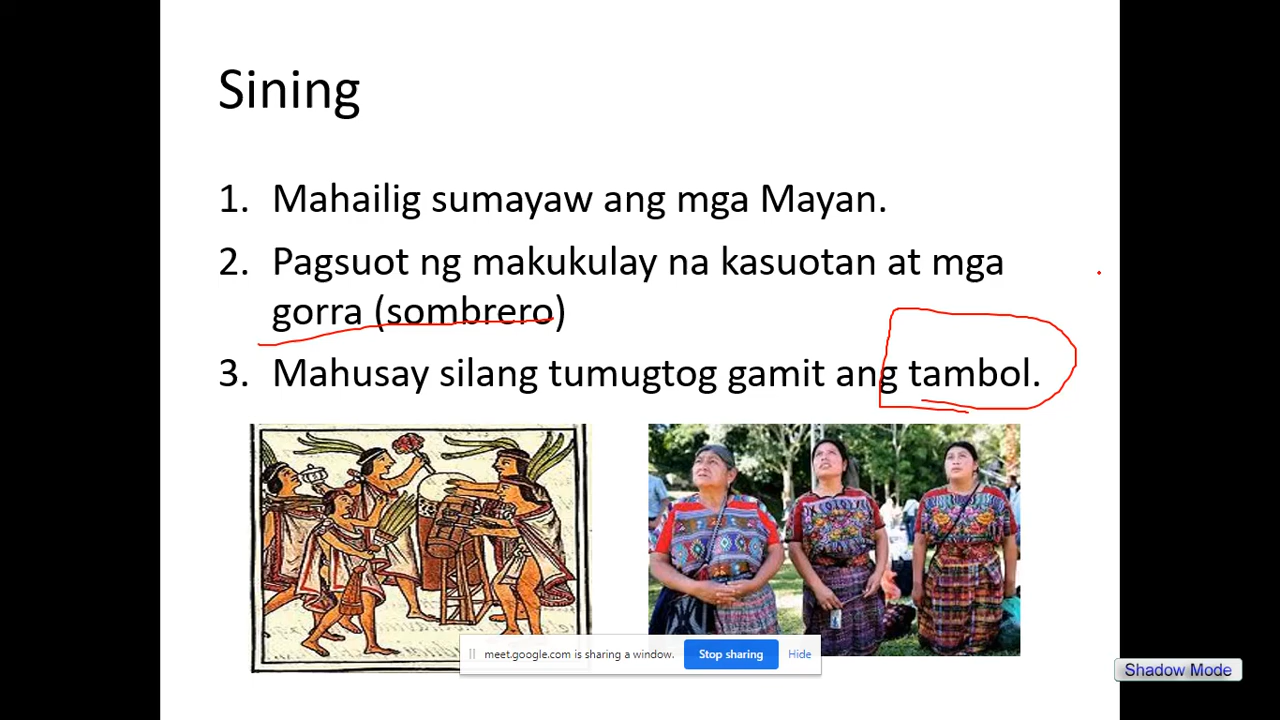 Sining
1. Mahailig sumayaw ang mga Mayan.
2. Pagsuot ng makukulay na kasuotan at mga
gorra (sombrero)
3. Mahusay silang tumugtog gamit ang tambol.
meet.google.com is sharing a window. Stop sharing Hide
Shadow Mode